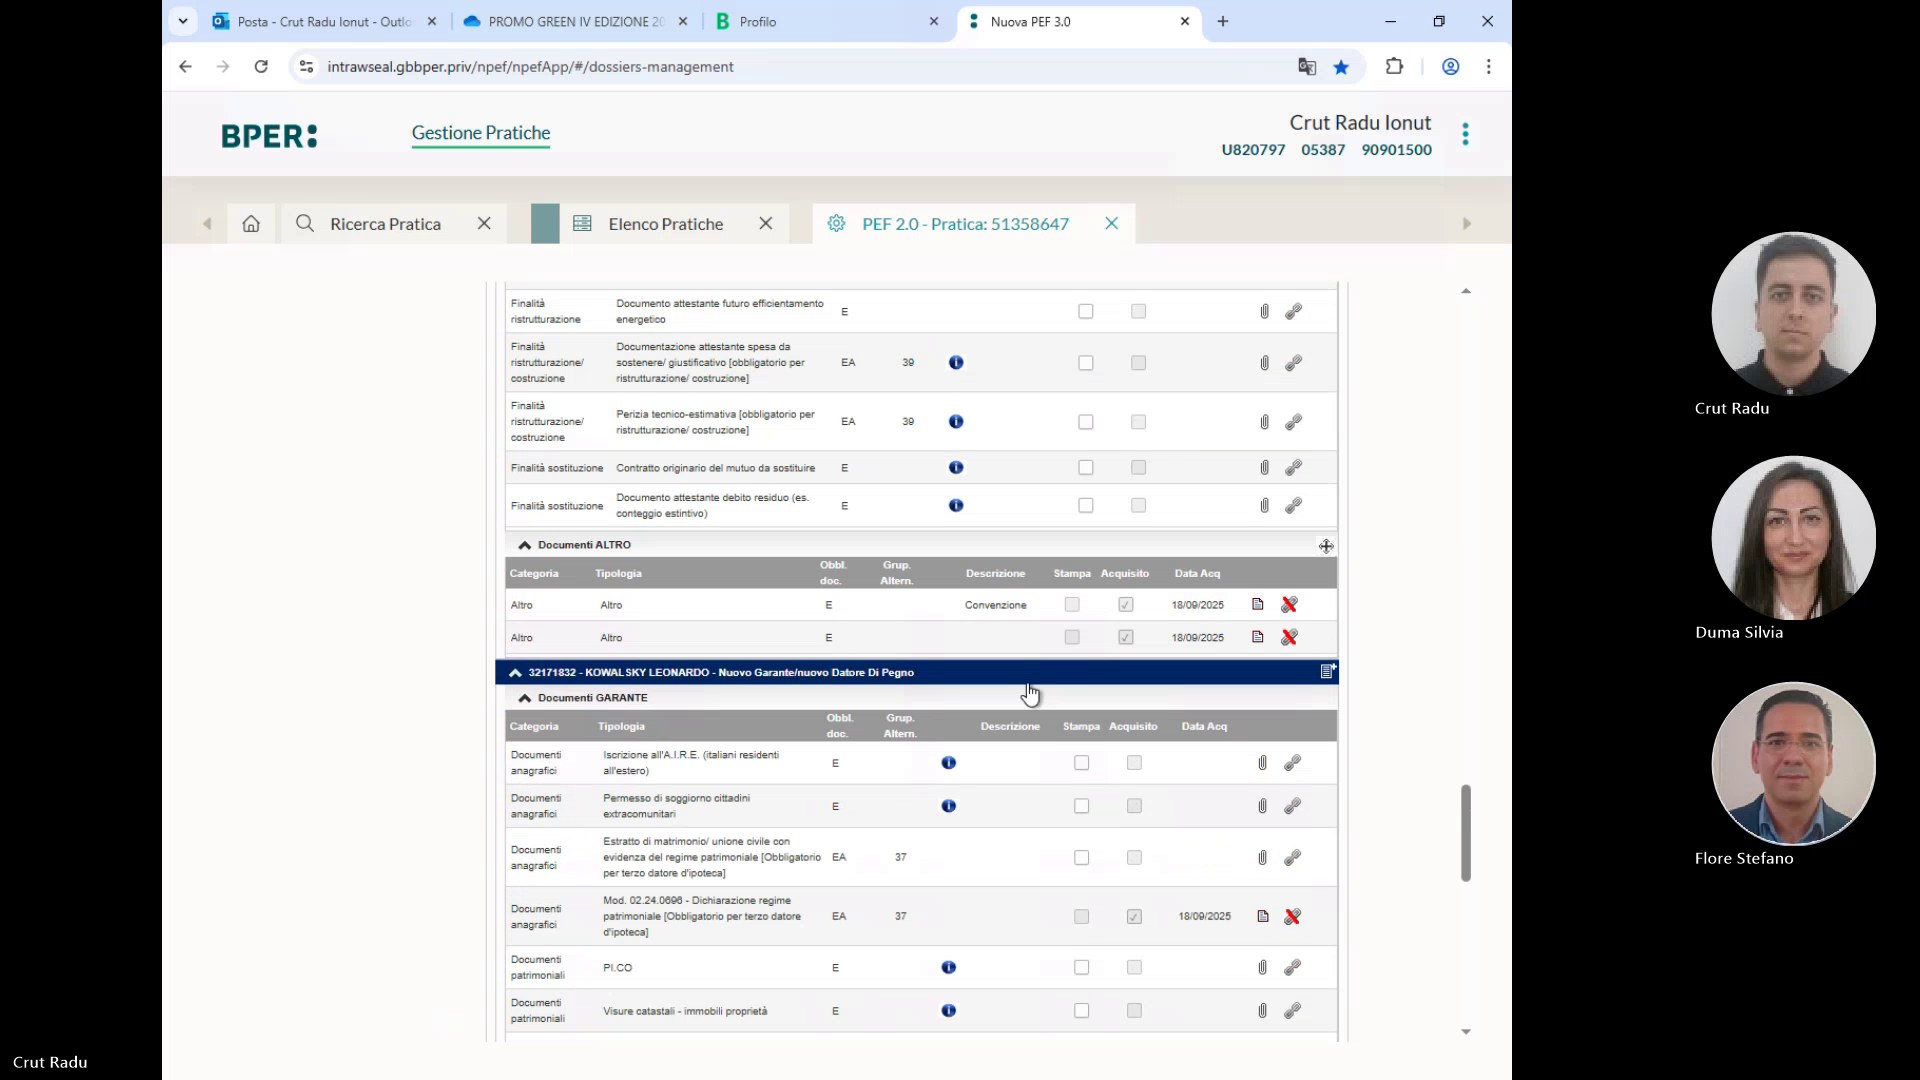 Posta - Crut Radu Ionut - Outlo
PROMO GREEN IV EDIZIONE 20
Profilo
Nuova PEF 3.0
intrawseal.gbbper.priv/npef/npefApp/#/dossiers-management
BPER:
Gestione Pratiche
Crut Radu Ionut
U820797 05387 90901500
Ricerca Pratica
Elenco Pratiche
PEF 2.0 - Pratica: 51358647
Finalità
ristrutturazione
Documento attestante futuro efficientamento
energetico
E
Finalità
ristrutturazione/
costruzione
Documentazione attestante spesa da
sostenere/ giustificativo [obbligatorio per
ristrutturazione/ costruzione]
EA 39
Finalità
ristrutturazione/
costruzione
Perizia tecnico-estimativa [obbligatorio per
ristrutturazione/ costruzione]
EA 39
Finalità sostituzione Contratto originario del mutuo da sostituire E
Finalità sostituzione
Documento attestante debito residuo (es.
conteggio estintivo)
E
Documenti ALTRO
Categoria Tipologia Obbl. doc. Grup. Altern. Descrizione Stampa Acquisito Data Acq
Altro Altro E Convenzione 18/09/2025
Altro Altro E 18/09/2025
32171832 - KOWALSKY LEONARDO - Nuovo Garante/nuovo Datore Di Pegno
Documenti GARANTE
Categoria Tipologia Obbl. doc. Grup. Altern. Descrizione Stampa Acquisito Data Acq
Documenti
anagrafici
Iscrizione all'A.I.R.E. (italiani residenti
all'estero)
E
Documenti
anagrafici
Permesso di soggiorno cittadini
extracomunitari
E
Documenti
anagrafici
Estratto di matrimonio/ unione civile con
evidenza del regime patrimoniale [Obbligatorio
per terzo datore d'ipoteca]
EA 37
Documenti
anagrafici
Mod. 02.24.0696 - Dichiarazione regime
patrimoniale [Obbligatorio per terzo datore
d'ipoteca]
EA 37 18/09/2025
Documenti
patrimoniali
PI.CO
E
Documenti
patrimoniali
Visure catastali - immobili proprietà
E
Crut Radu
Duma Silvia
Flore Stefano
Crut Radu